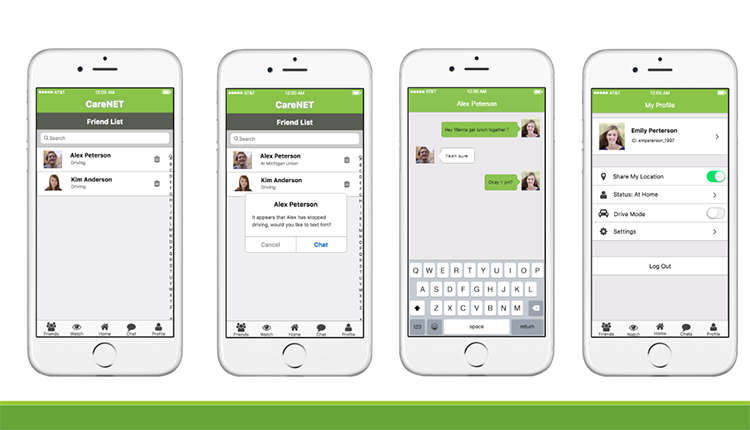 AT&T 12:00 AM
CareNET
Friend List
Search
Alex Peterson
Driving
Kim Anderson
Driving
A
B
C
D
E
F
G
H
I
J
K
L
M
N
O
P
Q
R
S
T
U
V
W
X
Y
Z
#
Friends Watch Home Chat Profile
AT&T 12:00 AM
CareNET
Friend List
Search
Alex Peterson
At Michigan Union
Kim Anderson
Driving
Alex Peterson
It appears that Alex has stopped
driving, would you like to text him?
Cancel Chat
A
B
C
D
E
F
G
H
I
J
K
L
M
N
O
P
Q
R
S
T
U
V
W
X
Y
Z
#
Friends Watch Home Chat Profile
AT&T 12:00 AM
Alex Peterson
Hey Wanna get lunch together ?
Yeah sure
Okay 1 pm?
Q W E R T Y U I O P
A S D F G H J K L
Z X C V B N M
123 space return
AT&T 12:00 AM
My Profile
Emily Perterson
ID: emperterson_1997
Share My Location
Status: At Home
Drive Mode
Settings
Log Out
Friends Watch Home Chats Profile